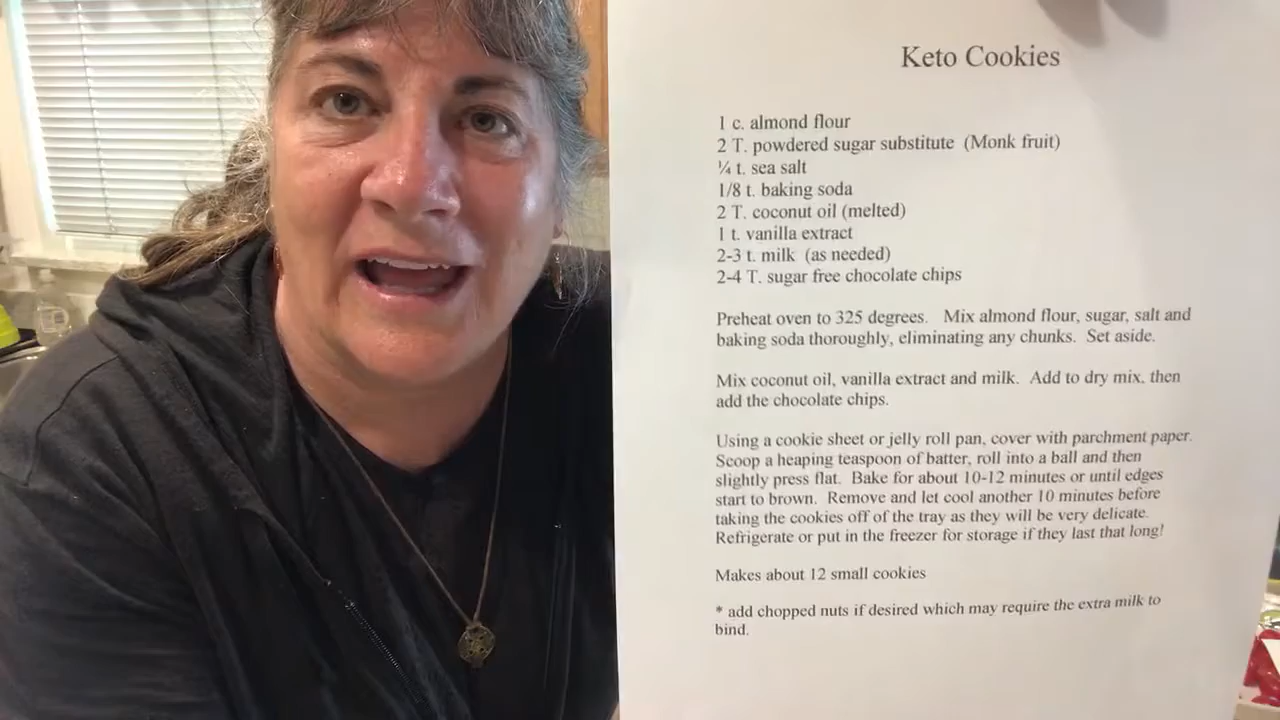 Keto Cookies
1 c. almond flour
2 T. powdered sugar substitute (Monk fruit)
¼ t. sea salt
1/8 t. baking soda
2 T. coconut oil (melted)
1 t. vanilla extract
2-3 t. milk (as needed)
2-4 T. sugar free chocolate chips
Preheat oven to 325 degrees. Mix almond flour, sugar, salt and
baking soda thoroughly, eliminating any chunks. Set aside.
Mix coconut oil, vanilla extract and milk. Add to dry mix, then
add the chocolate chips.
Using a cookie sheet or jelly roll pan, cover with parchment paper.
Scoop a heaping teaspoon of batter, roll into a ball and then
slightly press flat. Bake for about 10-12 minutes or until edges
start to brown. Remove and let cool another 10 minutes before
taking the cookies off of the tray as they will be very delicate.
Refrigerate or put in the freezer for storage if they last that long!
Makes about 12 small cookies
* add chopped nuts if desired which may require the extra milk to
bind.